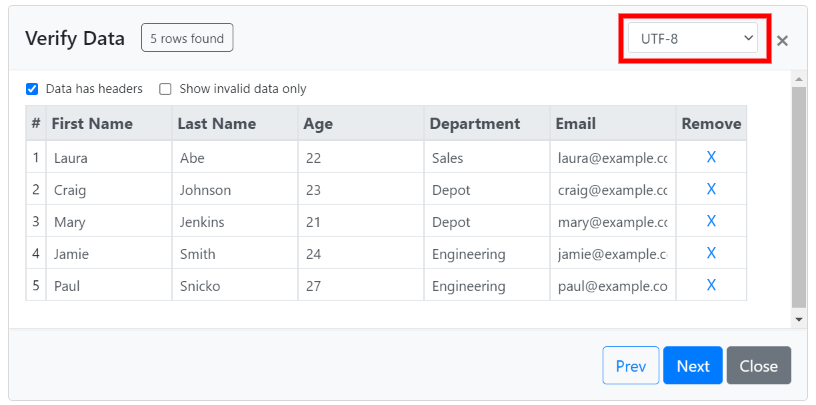 Verify Data 5 rows found UTF-8 ×
Data has headers Show invalid data only
# First Name Last Name Age Department Email Remove
1 Laura Abe 22 Sales laura@example.cc X
2 Craig Johnson 23 Depot craig@example.cc X
3 Mary Jenkins 21 Depot mary@example.cc X
4 Jamie Smith 24 Engineering jamie@example.c X
5 Paul Snicko 27 Engineering paul@example.co X
Prev Next Close